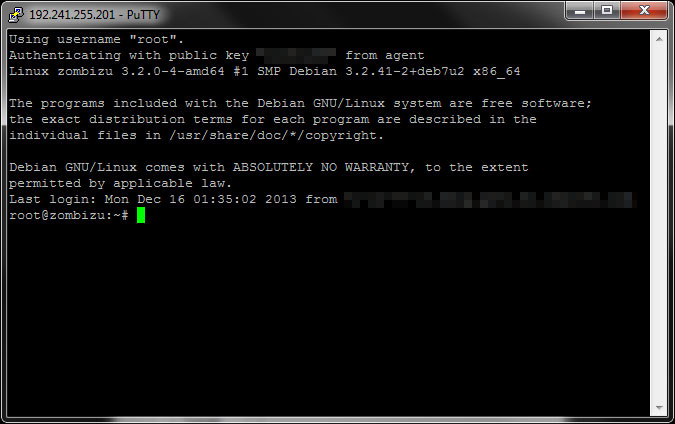 192.241.255.201 - PuTTY
Using username "root".
Authenticating with public key from agent
Linux zombizu 3.2.0-4-amd64 #1 SMP Debian 3.2.41-2+deb7u2 x86_64
The programs included with the Debian GNU/Linux system are free software;
the exact distribution terms for each program are described in the
individual files in /usr/share/doc/*/copyright.
Debian GNU/Linux comes with ABSOLUTELY NO WARRANTY, to the extent
permitted by applicable law.
Last login: Mon Dec 16 01:35:02 2013 from
root@zombizu:~#